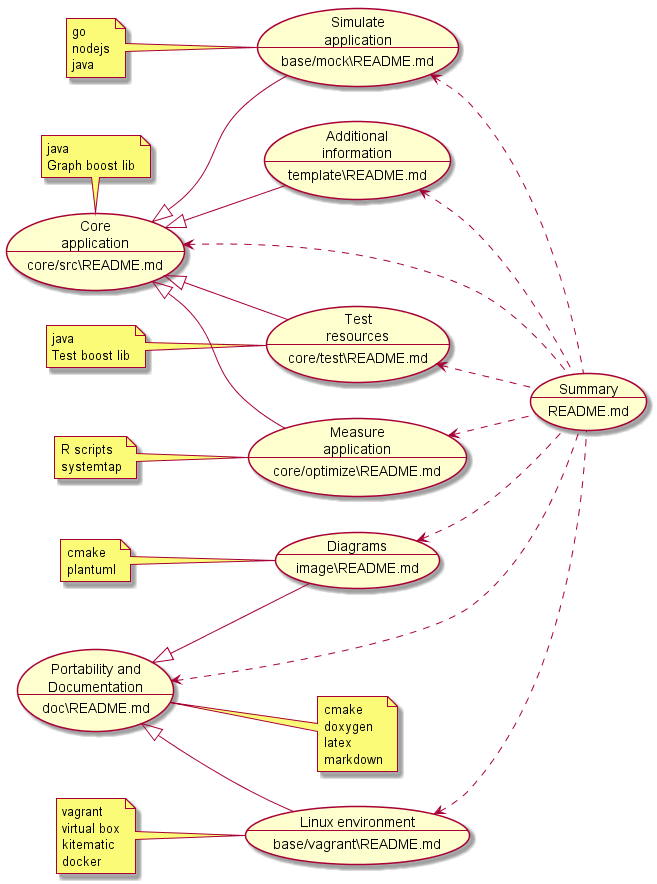 go
nodejs
java
Simulate
application
base/mock\README.md
java
Graph boost lib
Additional
information
template\README.md
Core
application
core/src\README.md
java
Test boost lib
Test
resources
core/test\README.md
Summary
README.md
R scripts
systemtap
Measure
application
core/optimize\README.md
cmake
plantuml
Diagrams
image\README.md
Portability and
Documentation
doc\README.md
cmake
doxygen
latex
markdown
vagrant
virtual box
kitematic
docker
Linux environment
base/vagrant\README.md